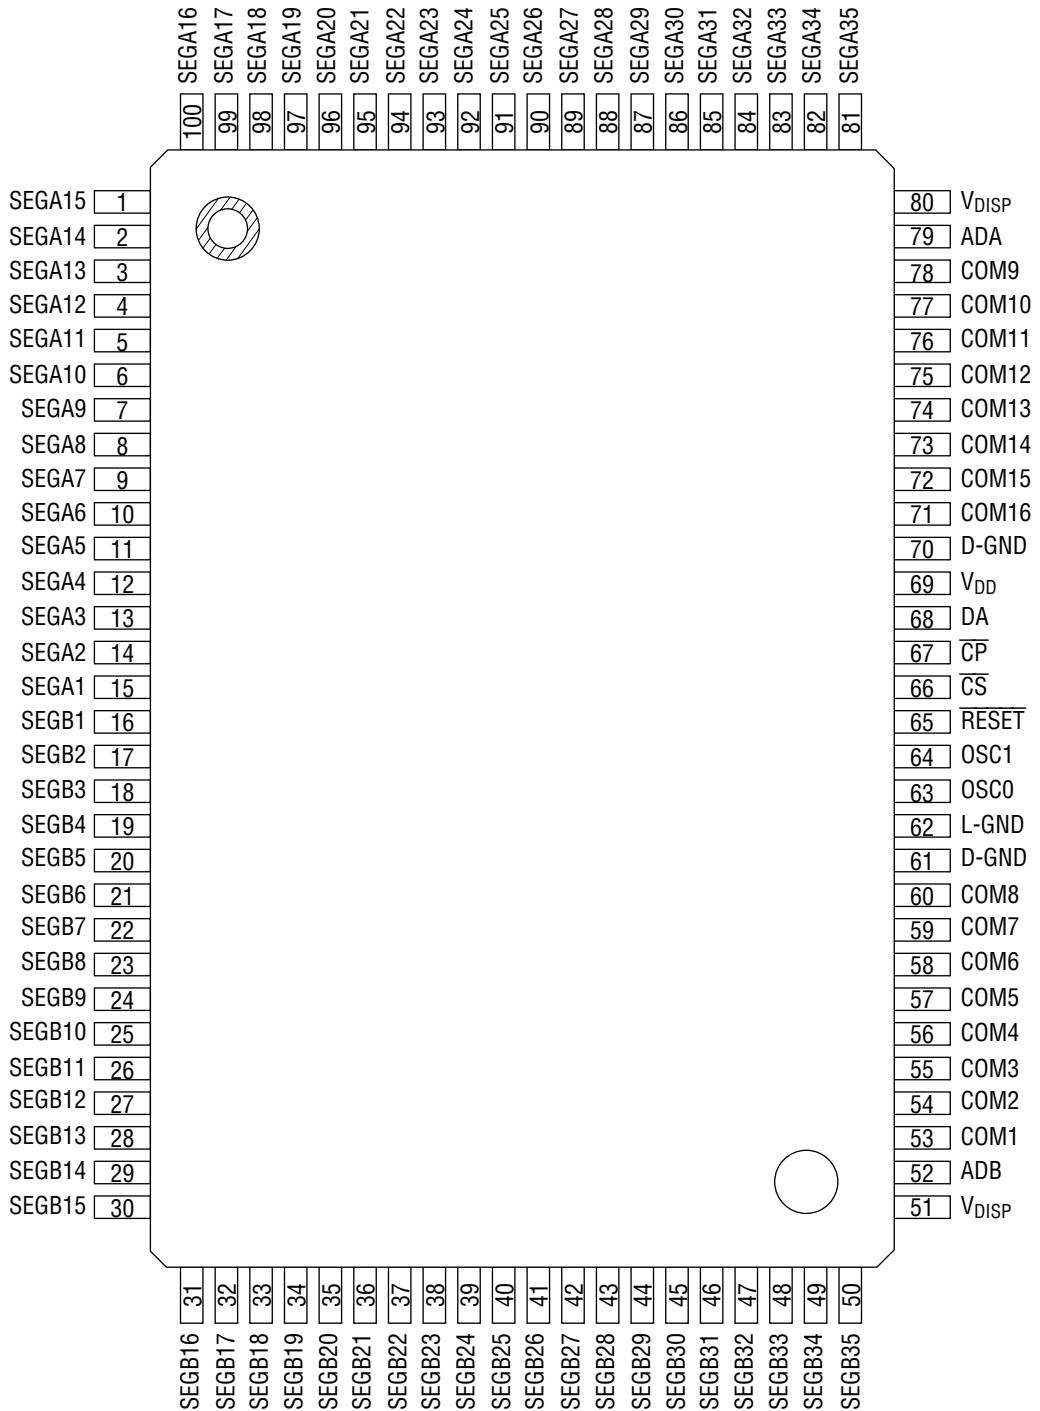 SEGA16 SEGA17 SEGA18 SEGA19 SEGA20 SEGA21 SEGA22 SEGA23 SEGA24 SEGA25 SEGA26 SEGA27 SEGA28 SEGA29 SEGA30 SEGA31 SEGA32 SEGA33 SEGA34 SEGA35
100 99 98 97 96 95 94 93 92 91 90 89 88 87 86 85 84 83 82 81
SEGA15 1 80 VDISP
SEGA14 2 79 ADA
SEGA13 3 78 COM9
SEGA12 4 77 COM10
SEGA11 5 76 COM11
SEGA10 6 75 COM12
SEGA9 7 74 COM13
SEGA8 8 73 COM14
SEGA7 9 72 COM15
SEGA6 10 71 COM16
SEGA5 11 70 D-GND
SEGA4 12 69 VDD
SEGA3 13 68 DA
SEGA2 14 67 CP
SEGA1 15 66 CS
SEGB1 16 65 RESET
SEGB2 17 64 OSC1
SEGB3 18 63 OSC0
SEGB4 19 62 L-GND
SEGB5 20 61 D-GND
SEGB6 21 60 COM8
SEGB7 22 59 COM7
SEGB8 23 58 COM6
SEGB9 24 57 COM5
SEGB10 25 56 COM4
SEGB11 26 55 COM3
SEGB12 27 54 COM2
SEGB13 28 53 COM1
SEGB14 29 52 ADB
SEGB15 30 51 VDISP
31 32 33 34 35 36 37 38 39 40 41 42 43 44 45 46 47 48 49 50
SEGB16 SEGB17 SEGB18 SEGB19 SEGB20 SEGB21 SEGB22 SEGB23 SEGB24 SEGB25 SEGB26 SEGB27 SEGB28 SEGB29 SEGB30 SEGB31 SEGB32 SEGB33 SEGB34 SEGB35